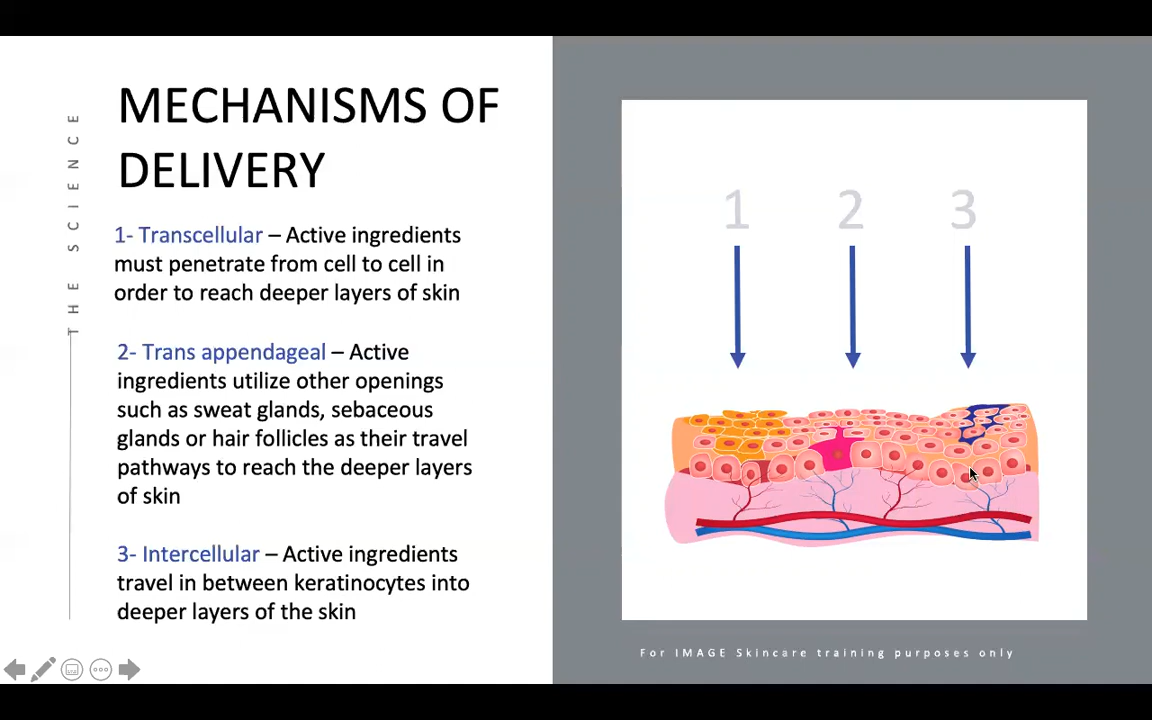 THE SCIENCE
MECHANISMS OF
DELIVERY
1- Transcellular – Active ingredients
must penetrate from cell to cell in
order to reach deeper layers of skin
2- Trans appendageal – Active
ingredients utilize other openings
such as sweat glands, sebaceous
glands or hair follicles as their travel
pathways to reach the deeper layers
of skin
3- Intercellular – Active ingredients
travel in between keratinocytes into
deeper layers of the skin
1 2 3
For IMAGE Skincare training purposes only